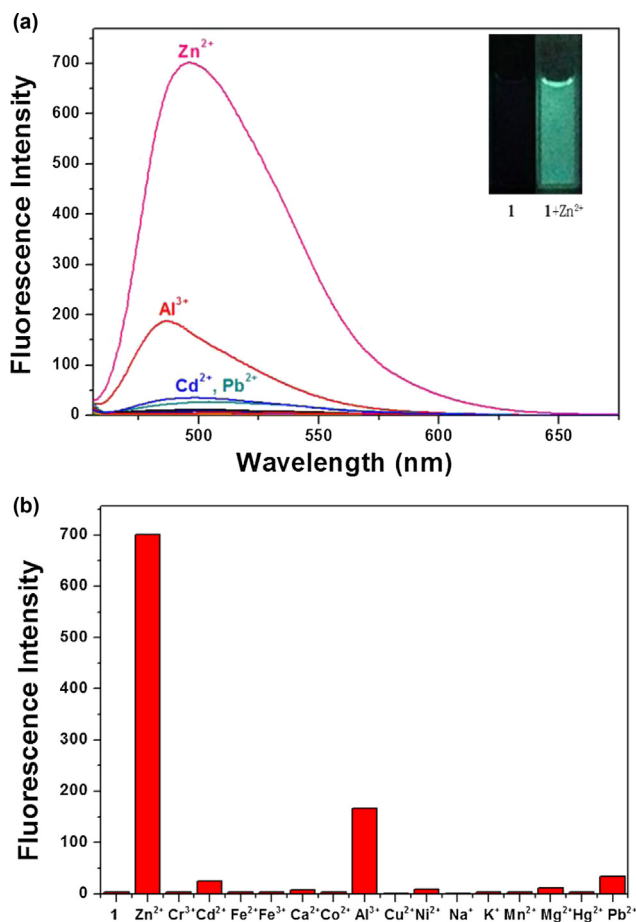 (a)
700
600
500
400
300
200
100
0
Fluorescence Intensity
Zn²⁺
Al³⁺
Cd²⁺, Pb²⁺
1 1+Zn²⁺
500 550 600 650
Wavelength (nm)
(b)
700
600
500
400
300
200
100
0
Fluorescence Intensity
1 Zn²⁺ Cr³⁺ Cd²⁺ Fe²⁺ Fe³⁺ Ca²⁺ Co²⁺ Al³⁺ Cu²⁺ Ni²⁺ Na⁺ K⁺ Mn²⁺ Mg²⁺ Hg²⁺ Pb²⁺